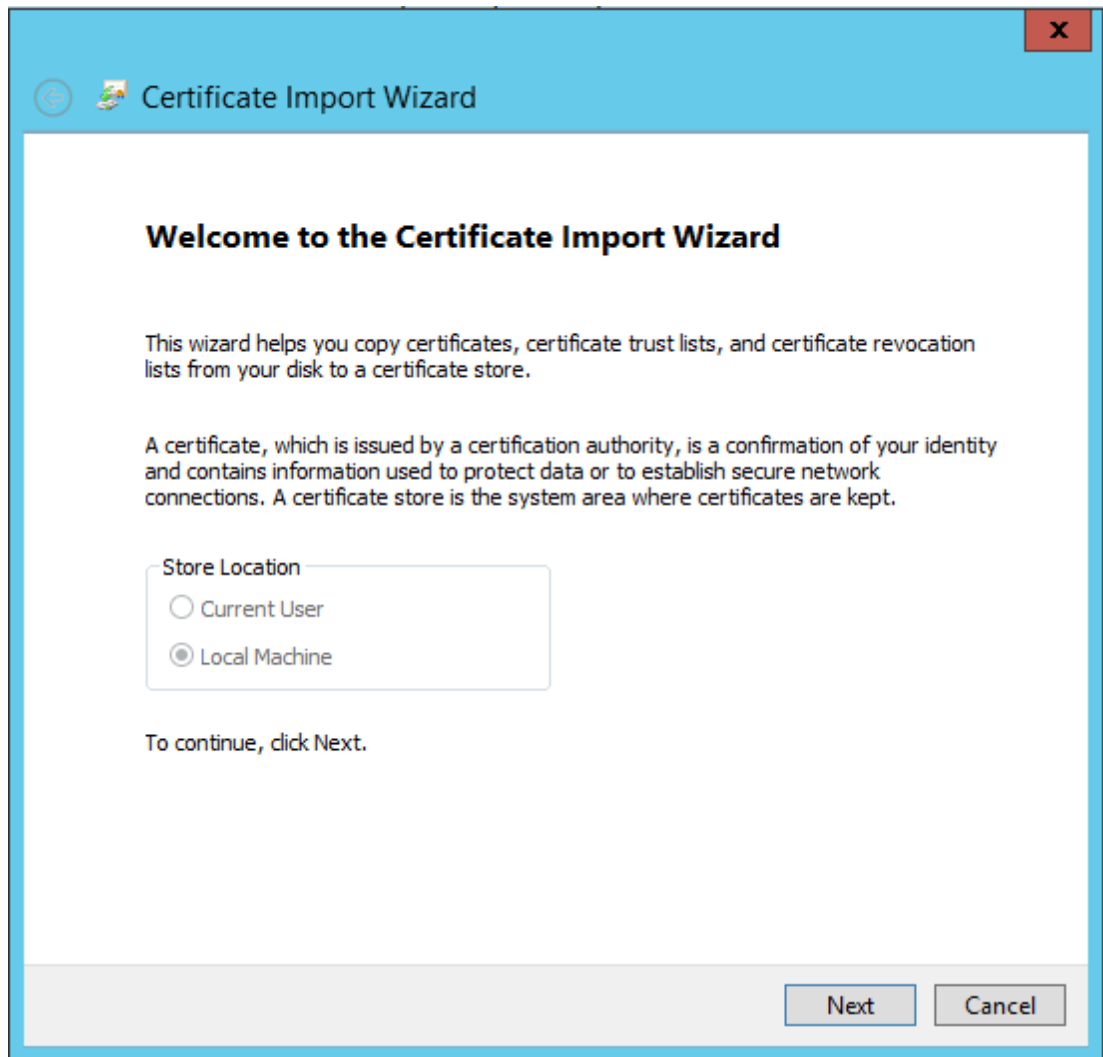 x
Certificate Import Wizard
Welcome to the Certificate Import Wizard
This wizard helps you copy certificates, certificate trust lists, and certificate revocation
lists from your disk to a certificate store.
A certificate, which is issued by a certification authority, is a confirmation of your identity
and contains information used to protect data or to establish secure network
connections. A certificate store is the system area where certificates are kept.
Store Location
Current User
Local Machine
To continue, click Next.
Next Cancel